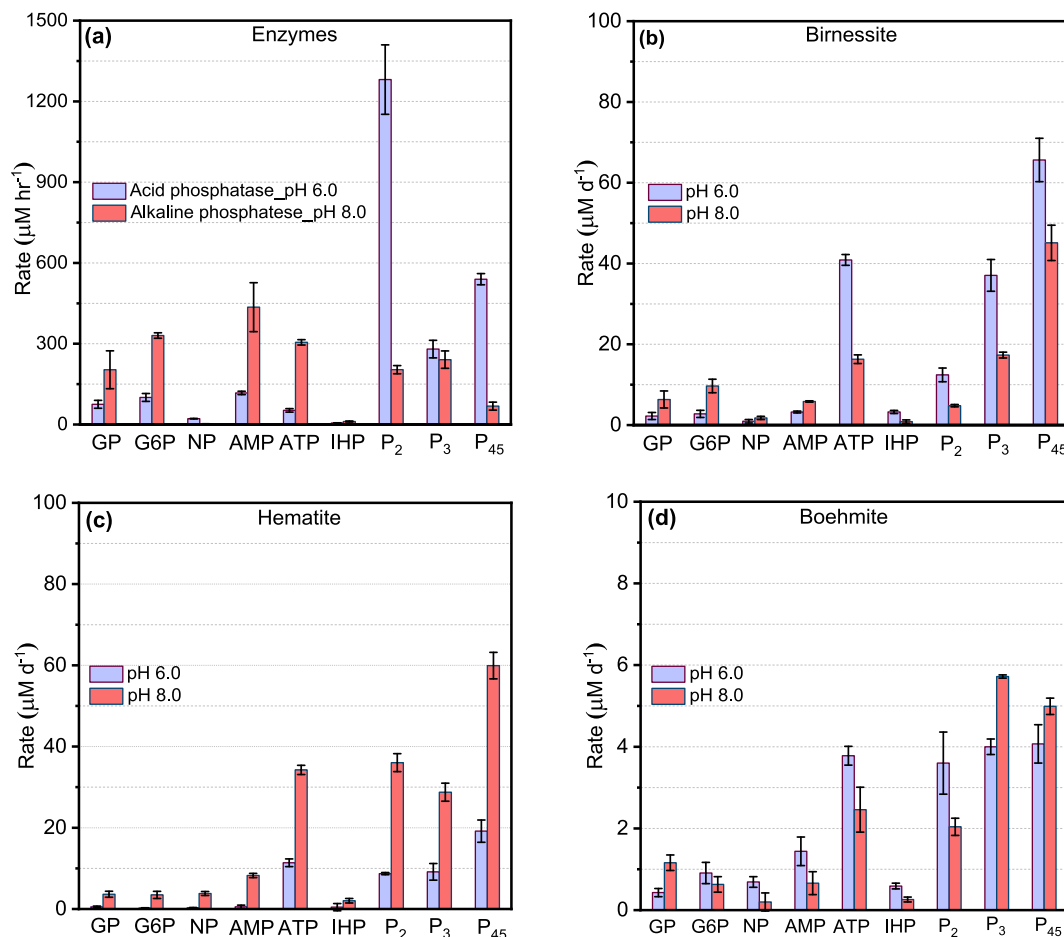 (a) Enzymes
1500
1200
900
600
300
0
Rate (μM hr⁻¹)
Acid phosphatase_pH 6.0
Alkaline phosphatese_pH 8.0
GP G6P NP AMP ATP IHP P₂ P₃ P₄₅
(b) Birnessite
100
80
60
40
20
0
Rate (μM d⁻¹)
pH 6.0
pH 8.0
GP G6P NP AMP ATP IHP P₂ P₃ P₄₅
(c) Hematite
100
80
60
40
20
0
Rate (μM d⁻¹)
pH 6.0
pH 8.0
GP G6P NP AMP ATP IHP P₂ P₃ P₄₅
(d) Boehmite
10
8
6
4
2
0
Rate (μM d⁻¹)
pH 6.0
pH 8.0
GP G6P NP AMP ATP IHP P₂ P₃ P₄₅